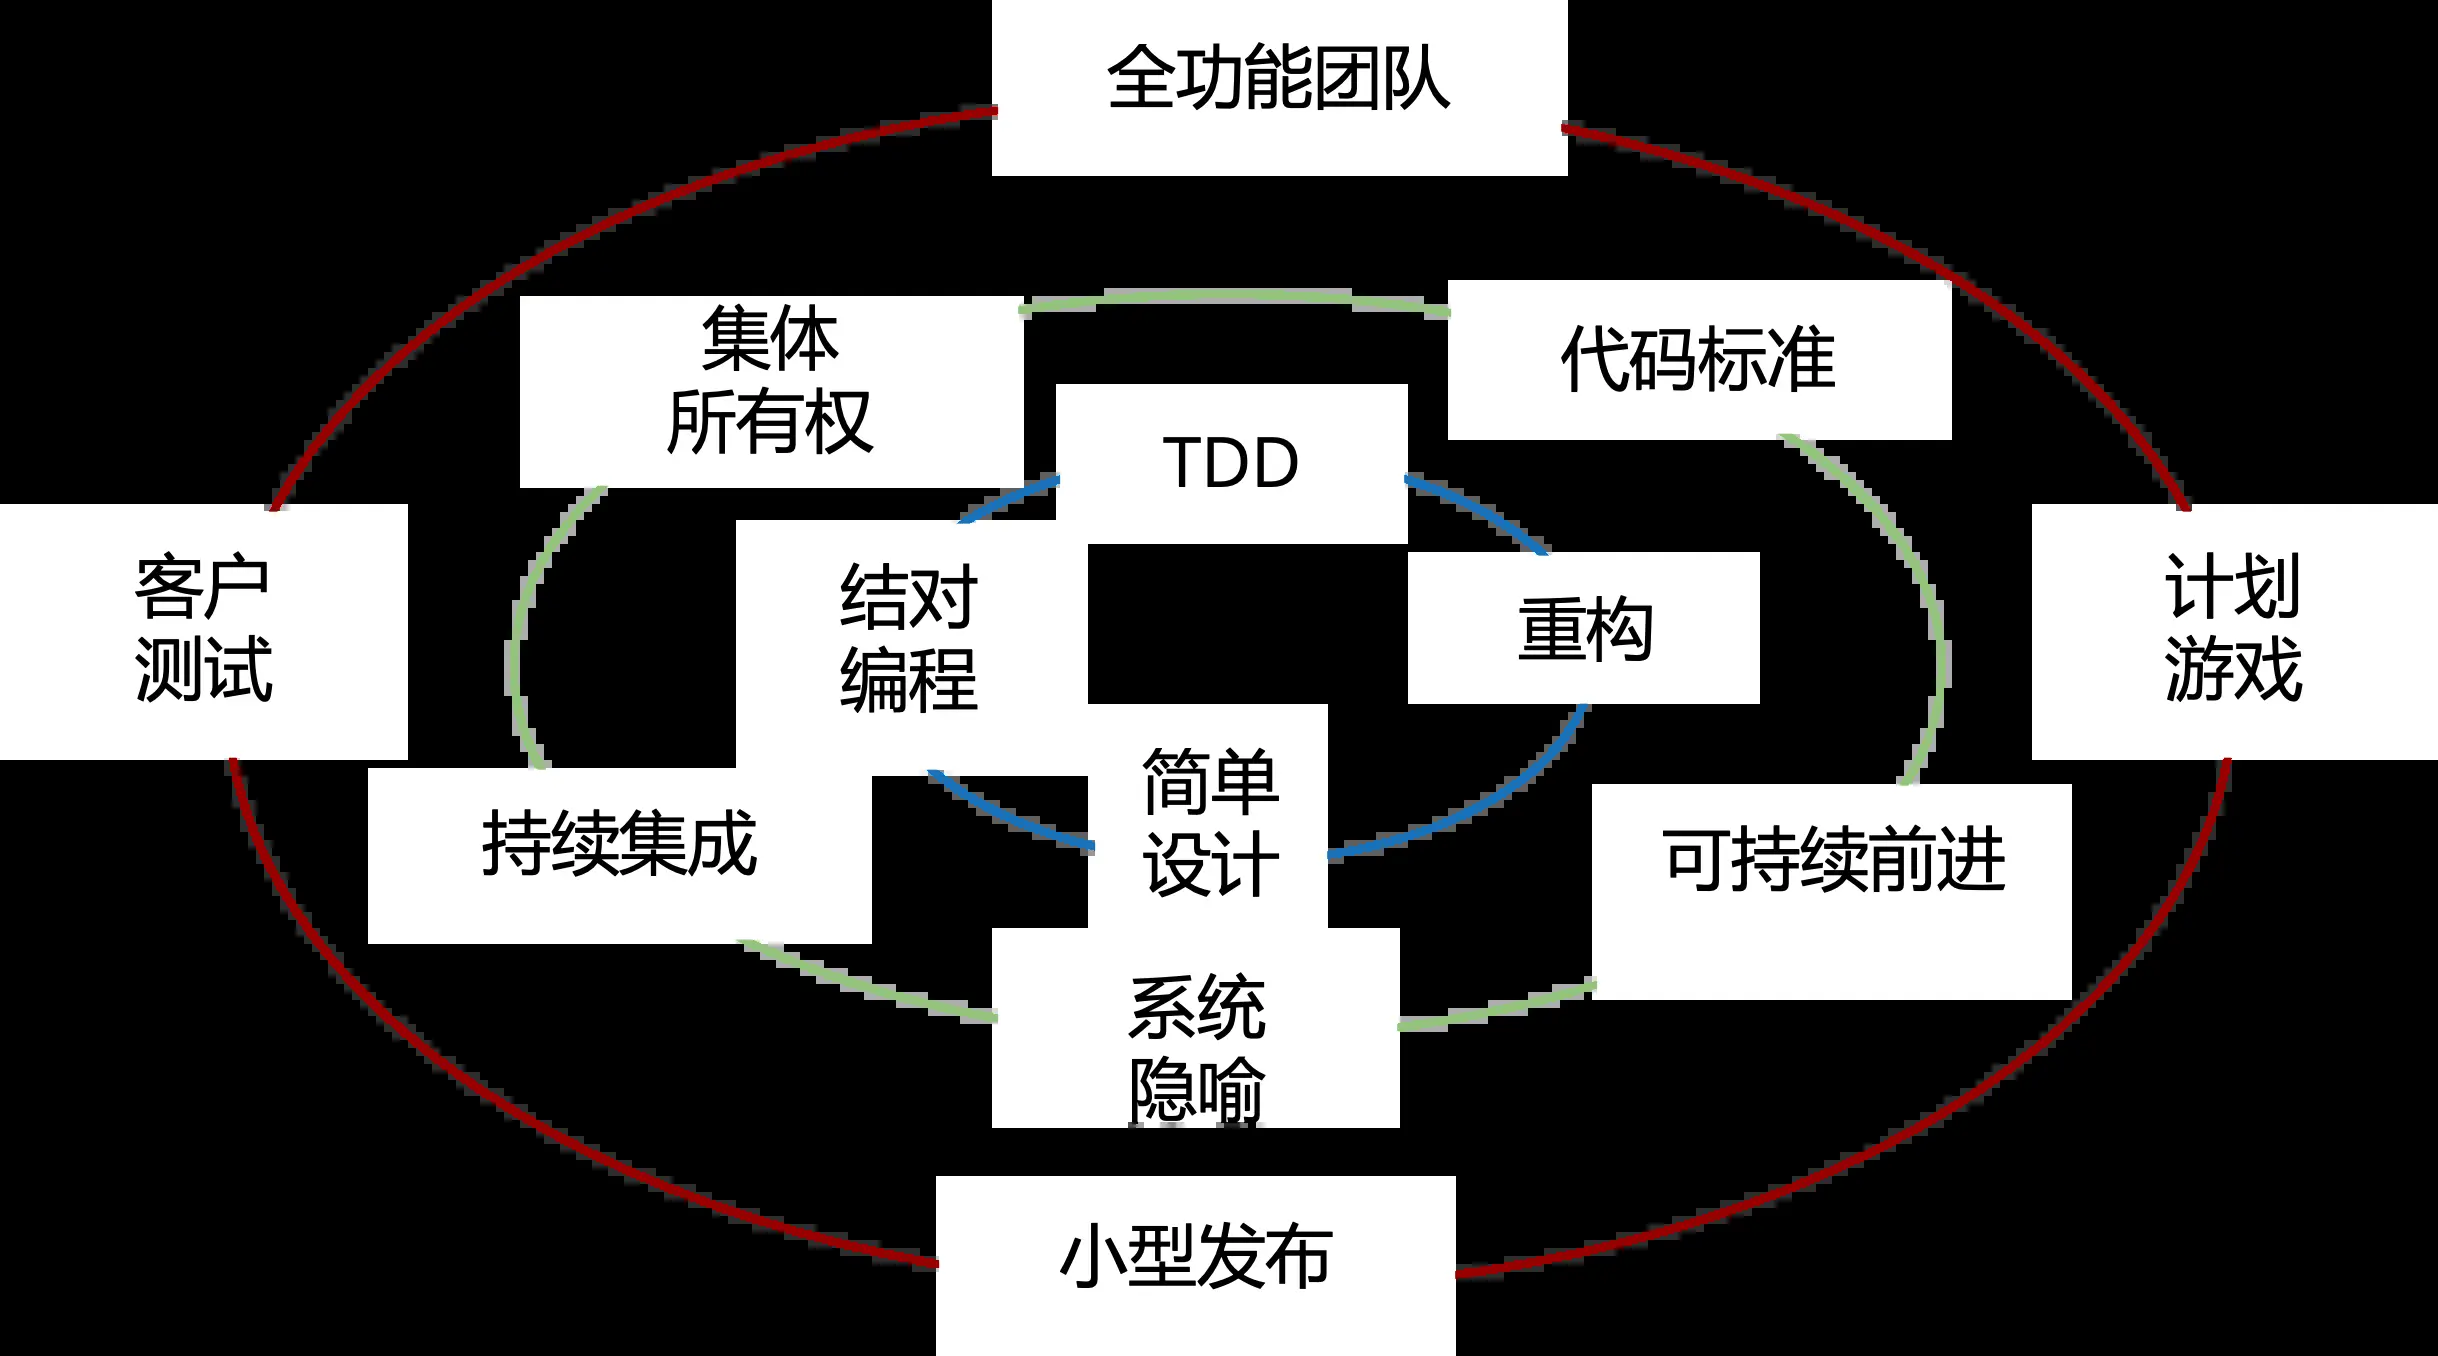 全功能团队
集体
所有权
代码标准
TDD
客户
测试
结对
编程
重构
计划
游戏
简单
设计
持续集成
可持续前进
系统
隐喻
小型发布